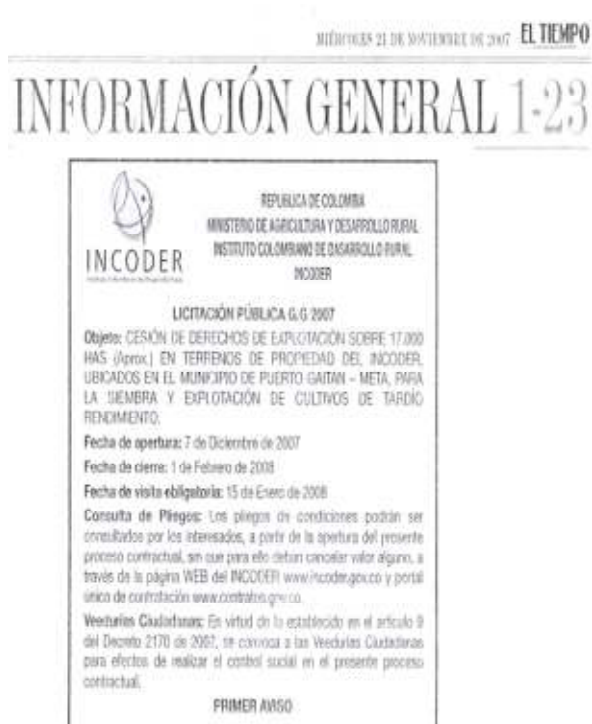 MIÉRCOLES 21 DE NOVIEMBRE DE 2007 EL TIEMPO
INFORMACIÓN GENERAL 1-23
INCODER
REPUBLICA DE COLOMBIA
MINISTERIO DE AGRICULTURA Y DESARROLLO RURAL
INSTITUTO COLOMBIANO DE DASARROLLO RURAL
INCODER
LICITACIÓN PÚBLICA G.G 2007
Objeto: CESIÓN DE DERECHOS DE EXPLOTACIÓN SOBRE 17.000
HAS (Aprox.) EN TERRENOS DE PROPIEDAD DEL INCODER,
UBICADOS EN EL MUNICIPIO DE PUERTO GAITAN – META, PARA
LA SIEMBRA Y EXPLOTACIÓN DE CULTIVOS DE TARDÍO
RENDIMIENTO.
Fecha de apertura: 7 de Diciembre de 2007
Fecha de cierre: 1 de Febrero de 2008
Fecha de visita obligatoria: 15 de Enero de 2008
Consulta de Pliegos: Los pliegos de condiciones podrán ser
consultados por los interesados, a partir de la apertura del presente
proceso contractual, sin que para ello deban cancelar valor alguno, a
través de la página WEB del INCODER www.incoder.gov.co y portal
único de contratación www.contratos.gov.co.
Veedurías Ciudadanas: En virtud de lo establecido en el artículo 9
del Decreto 2170 de 2007, se convoca a las Veedurías Ciudadanas
para efectos de realizar el control social en el presente proceso
contractual.
PRIMER AVISO